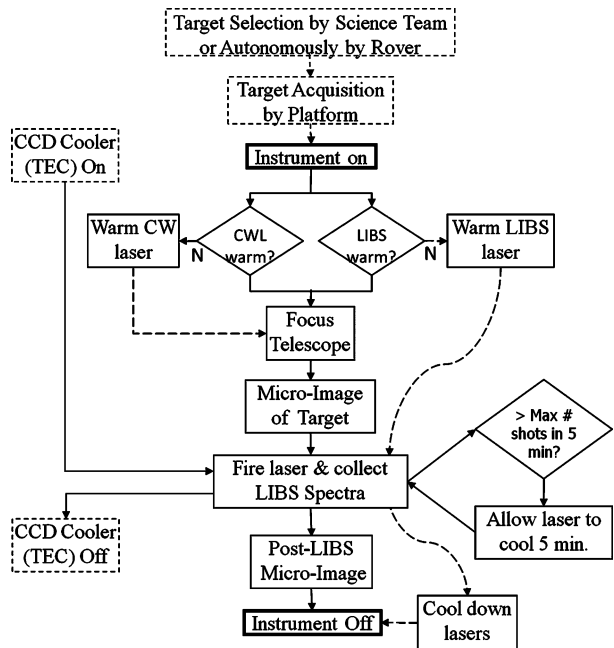 Target Selection by Science Team
or Autonomously by Rover
Target Acquisition
by Platform
CCD Cooler
(TEC) On
Instrument on
Warm CW
laser
N
CWL
warm?
LIBS
warm?
N
Warm LIBS
laser
Focus
Telescope
Micro-Image
of Target
> Max #
shots in 5
min?
Fire laser & collect
LIBS Spectra
Allow laser to
cool 5 min.
CCD Cooler
(TEC) Off
Post-LIBS
Micro-Image
Instrument Off
Cool down
lasers